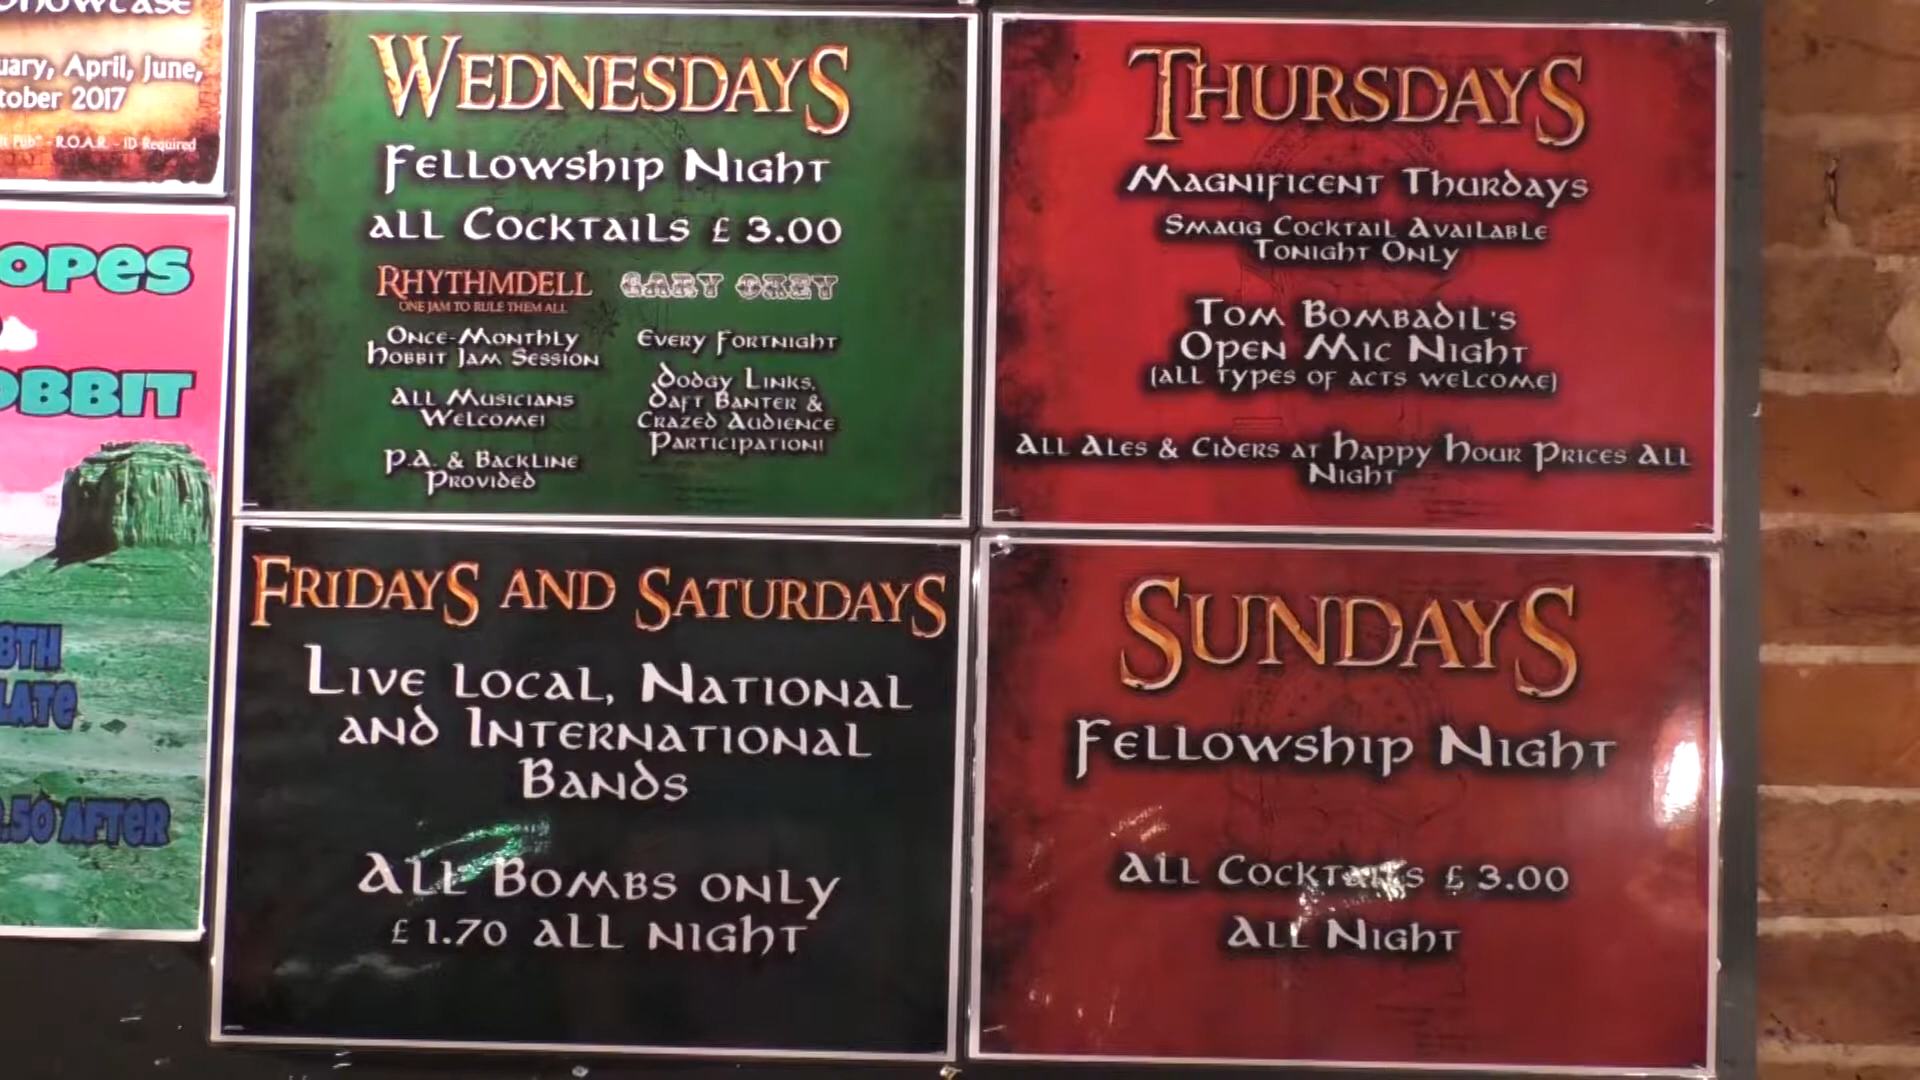 Showcase
April, June,
2017
Pub" - R.O.A.R. - ID Required
8TH
LATE
.50 AFTER
WEDNESDAYS
Fellowship Night
all Cocktails £ 3.00
RHYTHMDELL
ONE JAM TO RULE THEM ALL
Once-Monthly
Hobbit Jam Session
All Musicians
Welcome!
P.A. & Backline
Provided
GARY OKEY
Every Fortnight
Dodgy Links,
Daft Banter &
Crazed Audience
Participation!
THURSDAYS
Magnificent Thurdays
Smaug Cocktail Available
Tonight Only
Tom Bombadil's
Open Mic Night
(all types of acts welcome)
All Ales & Ciders at Happy Hour Prices All
Night
FRIDAYS AND SATURDAYS
Live local, National
and International
Bands
All Bombs only
£ 1.70 all night
SUNDAYS
Fellowship Night
All Cocktails £ 3.00
All Night